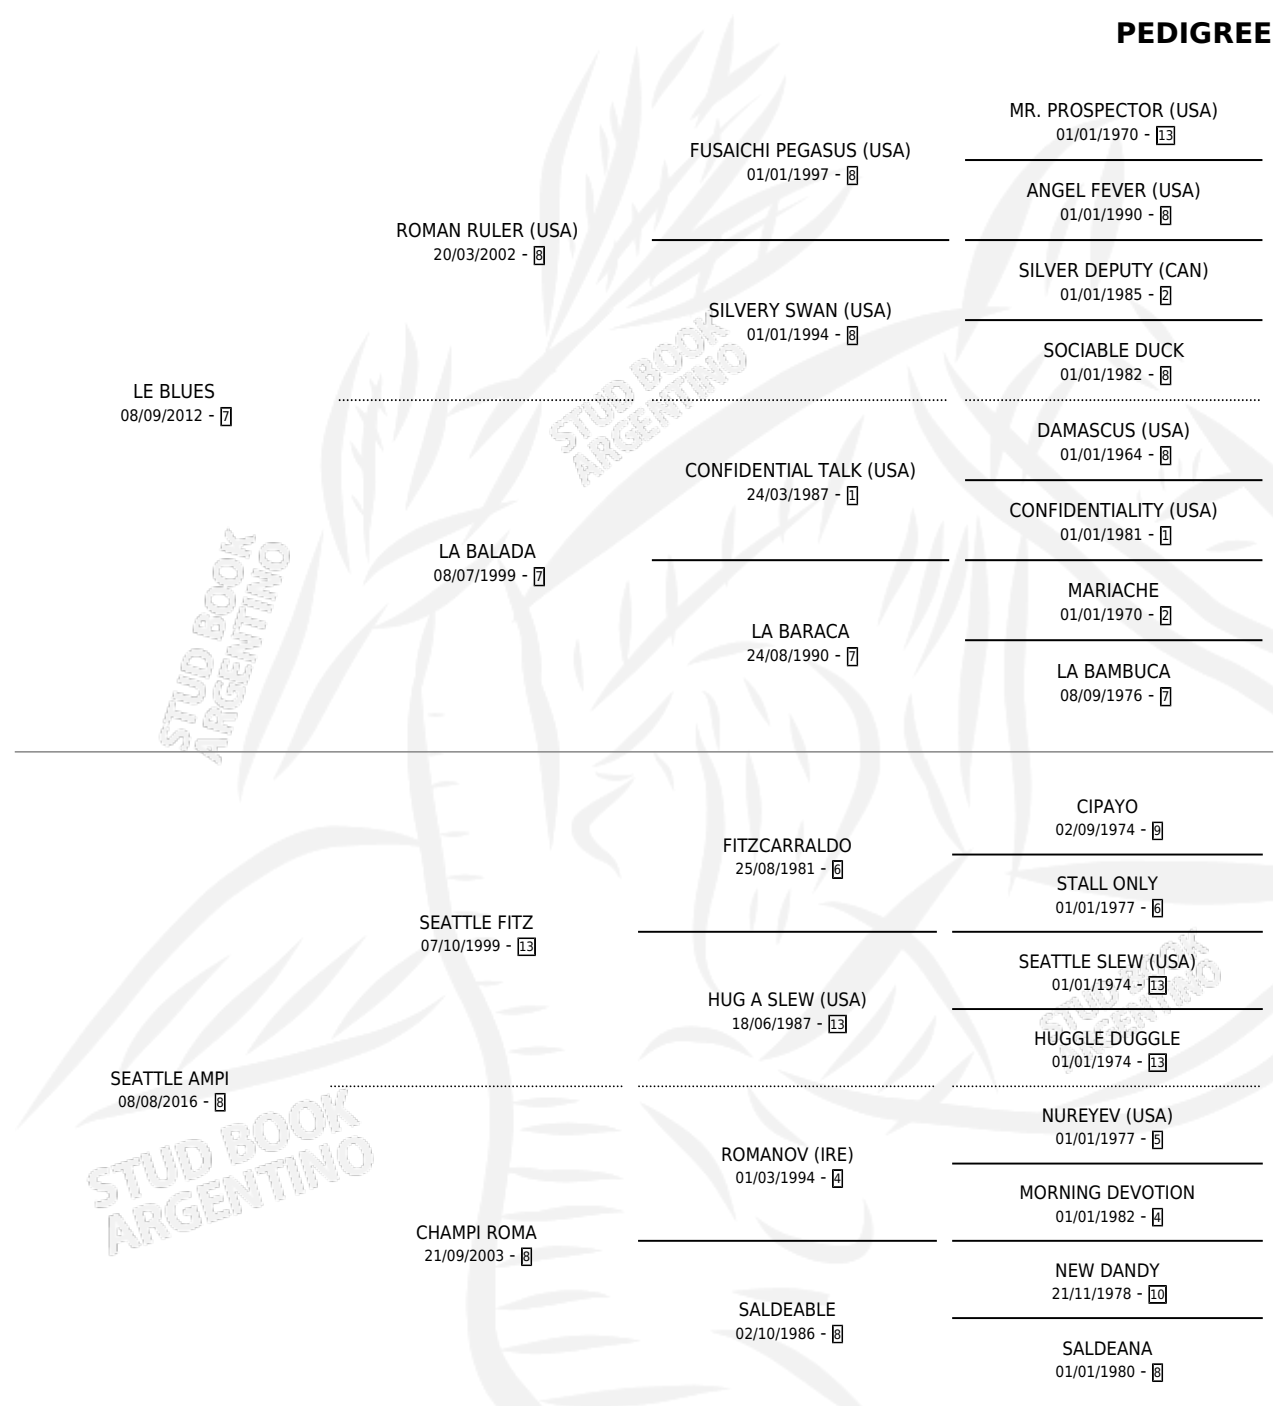 PEDIGREE
MR. PROSPECTOR (USA)
01/01/1970 - 13
FUSAICHI PEGASUS (USA)
01/01/1997 - 8
ANGEL FEVER (USA)
01/01/1990 - 8
ROMAN RULER (USA)
20/03/2002 - 8
SILVER DEPUTY (CAN)
01/01/1985 - 2
SILVERY SWAN (USA)
01/01/1994 - 8
SOCIABLE DUCK
01/01/1982 - 8
LE BLUES
08/09/2012 - 7
DAMASCUS (USA)
01/01/1964 - 8
CONFIDENTIAL TALK (USA)
24/03/1987 - 1
CONFIDENTIALITY (USA)
01/01/1981 - 1
LA BALADA
08/07/1999 - 7
MARIACHE
01/01/1970 - 2
LA BARACA
24/08/1990 - 7
LA BAMBUCA
08/09/1976 - 7
CIPAYO
02/09/1974 - 9
FITZCARRALDO
25/08/1981 - 6
STALL ONLY
01/01/1977 - 6
SEATTLE FITZ
07/10/1999 - 13
SEATTLE SLEW (USA)
01/01/1974 - 13
HUG A SLEW (USA)
18/06/1987 - 13
HUGGLE DUGGLE
01/01/1974 - 13
SEATTLE AMPI
08/08/2016 - 8
NUREYEV (USA)
01/01/1977 - 5
ROMANOV (IRE)
01/03/1994 - 4
MORNING DEVOTION
01/01/1982 - 4
CHAMPI ROMA
21/09/2003 - 8
NEW DANDY
21/11/1978 - 10
SALDEABLE
02/10/1986 - 8
SALDEANA
01/01/1980 - 8
STUD BOOK
ARGENTINO
STUD BOOK
ARGENTINO
STUD BOOK
ARGENTINO
STUD BOOK
ARGENTINO